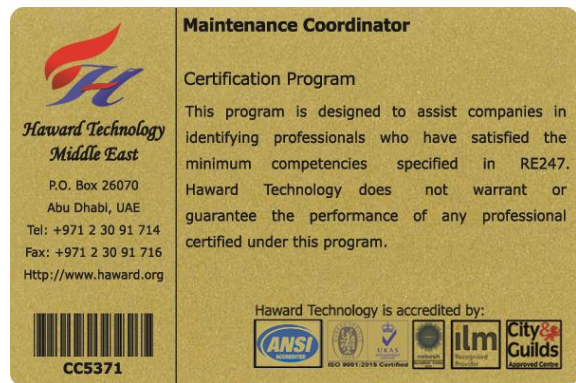 Haward Technology
Middle East
P.O. Box 26070
Abu Dhabi, UAE
Tel: +971 2 30 91 714
Fax: +971 2 30 91 716
Http://www.haward.org
CC5371
Maintenance Coordinator
Certification Program
This program is designed to assist companies in
identifying professionals who have satisfied the
minimum competencies specified in RE247.
Haward Technology does not warrant or
guarantee the performance of any professional
certified under this program.
Haward Technology is accredited by:
ANSI
ACCREDITED
ISO 9001:2015 Certified
UKAS
nebosh
ilm
Recognised
Provider
City&
Guilds
Approved Centre